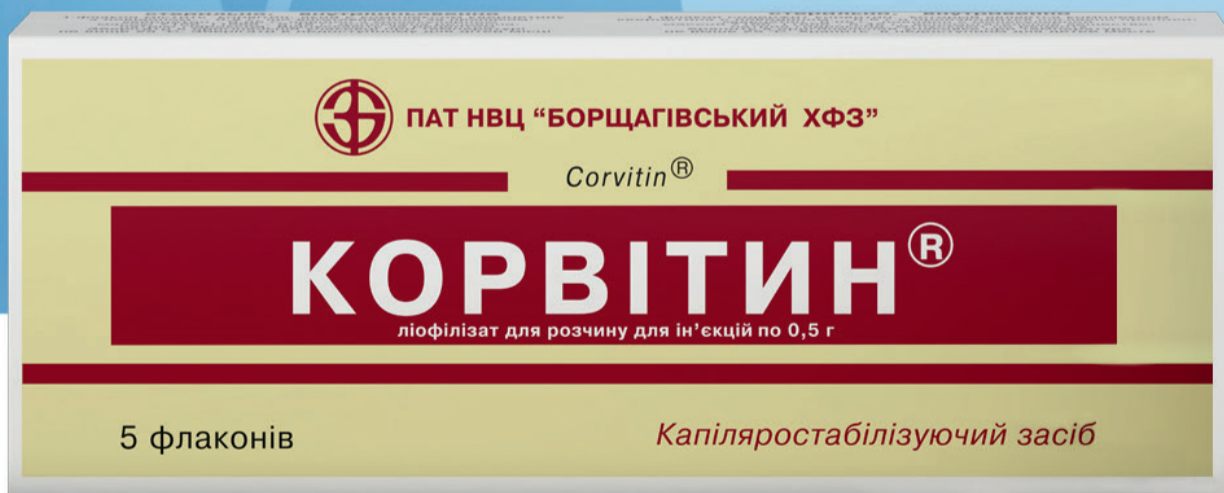 ПАТ НВЦ “БОРЩАГІВСЬКИЙ ХФЗ”
Corvitin®
КОРВІТИН®
ліофілізат для розчину для ін’єкцій по 0,5 г
5 флаконів
Капіляростабілізуючий засіб